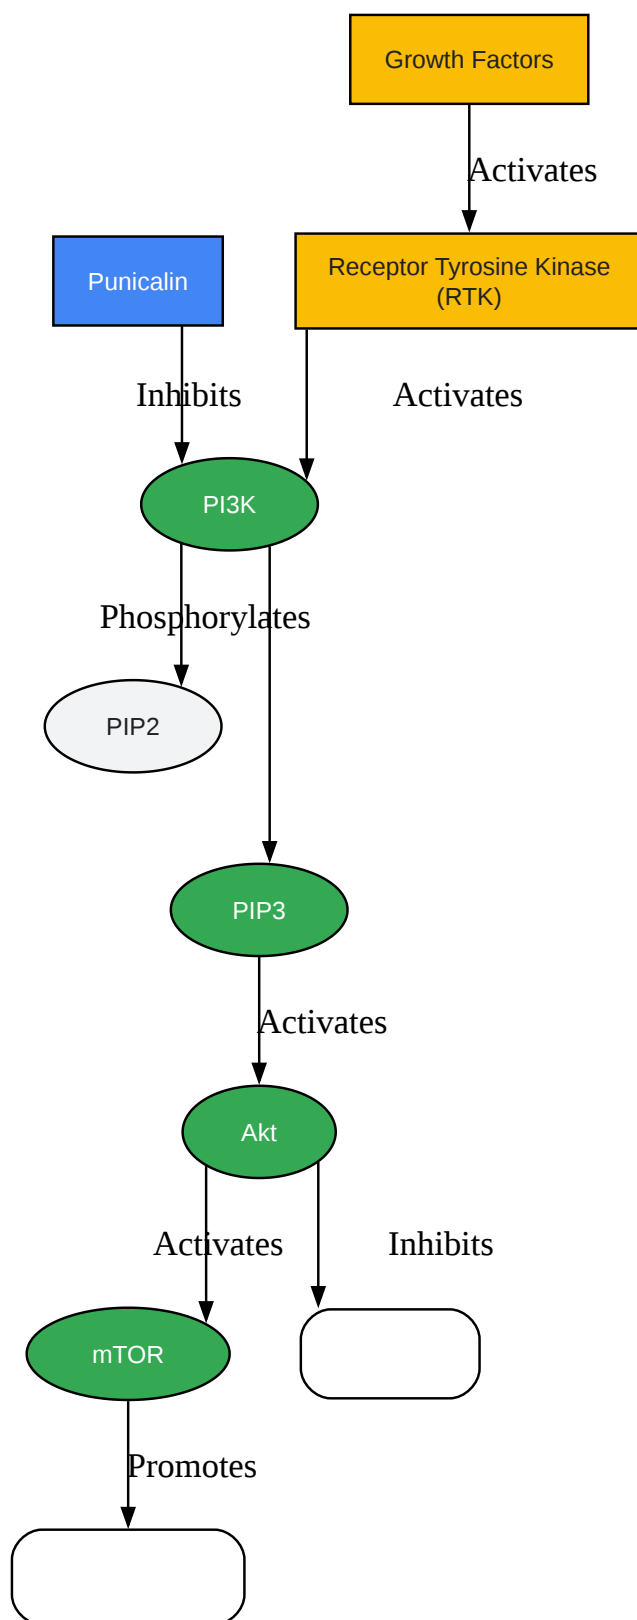 Growth Factors
Activates
Receptor Tyrosine Kinase
(RTK)
Punicalin
Inhibits
Activates
PI3K
Phosphorylates
PIP2
PIP3
Activates
Akt
Activates
Inhibits
mTOR
Promotes